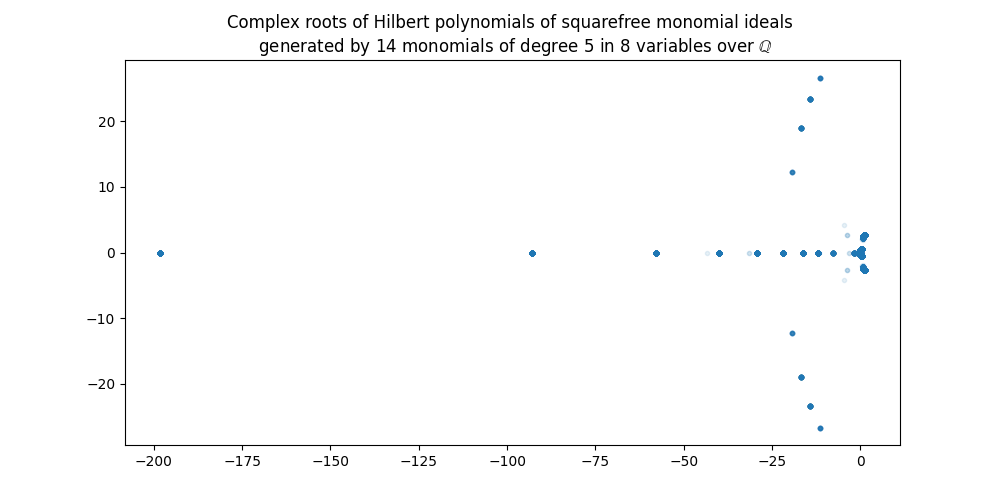 Complex roots of Hilbert polynomials of squarefree monomial ideals
generated by 14 monomials of degree 5 in 8 variables over ℚ
20
10
0
−10
−20
−200 −175 −150 −125 −100 −75 −50 −25 0